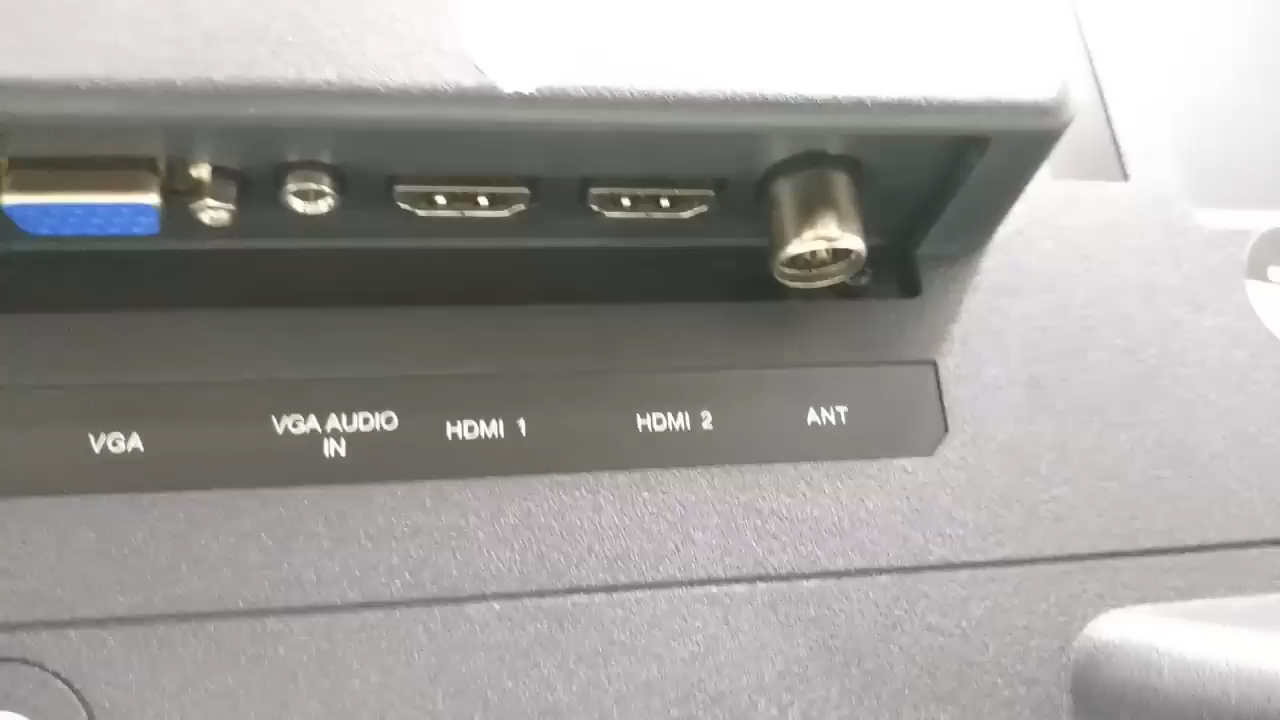 VGA
VGA AUDIO
IN
HDMI 1
HDMI 2
ANT